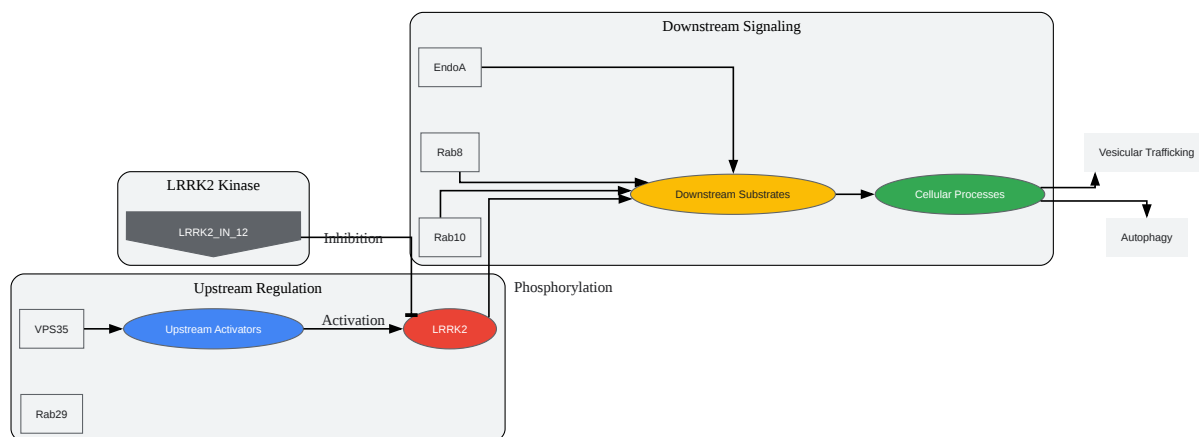 Downstream Signaling
EndoA
Rab8
Vesicular Trafficking
LRRK2 Kinase
Downstream Substrates
Cellular Processes
LRRK2_IN_12
Inhibition
Rab10
Autophagy
Upstream Regulation
Phosphorylation
VPS35
Upstream Activators
Activation
LRRK2
Rab29